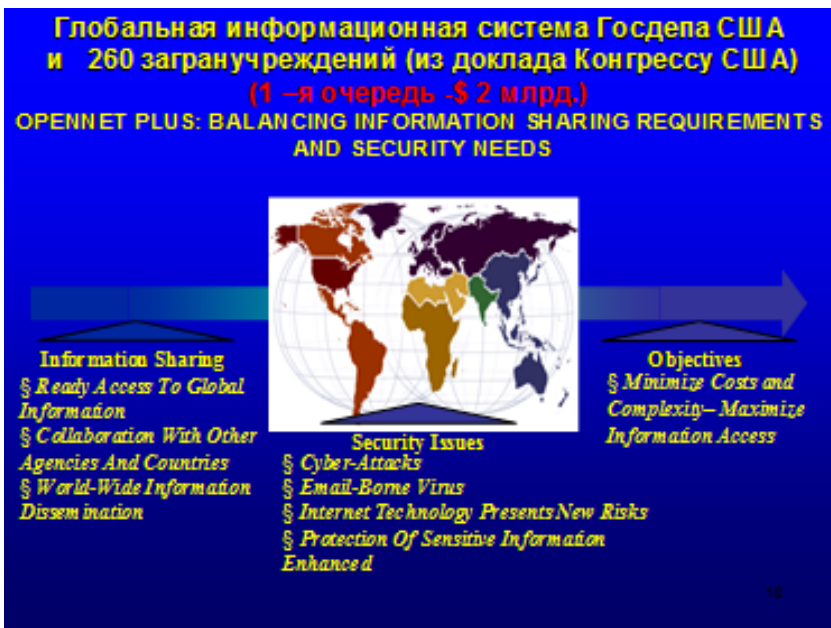 Глобальная информационная система Госдепа США
и 260 загранучреждений (из доклада Конгрессу США)
(1 –я очередь -$ 2 млрд.)
OPENNET PLUS: BALANCING INFORMATION SHARING REQUIREMENTS
AND SECURITY NEEDS
Information Sharing
§ Ready Access To Global
Information
§ Collaboration With Other
Agencies And Countries
§ World-Wide Information
Dissemination
Security Issues
§ Cyber-Attacks
§ Email-Borne Virus
§ Internet Technology Presents New Risks
§ Protection Of Sensitive Information
Enhanced
Objectives
§ Minimize Costs and
Complexity– Maximize
Information Access
10